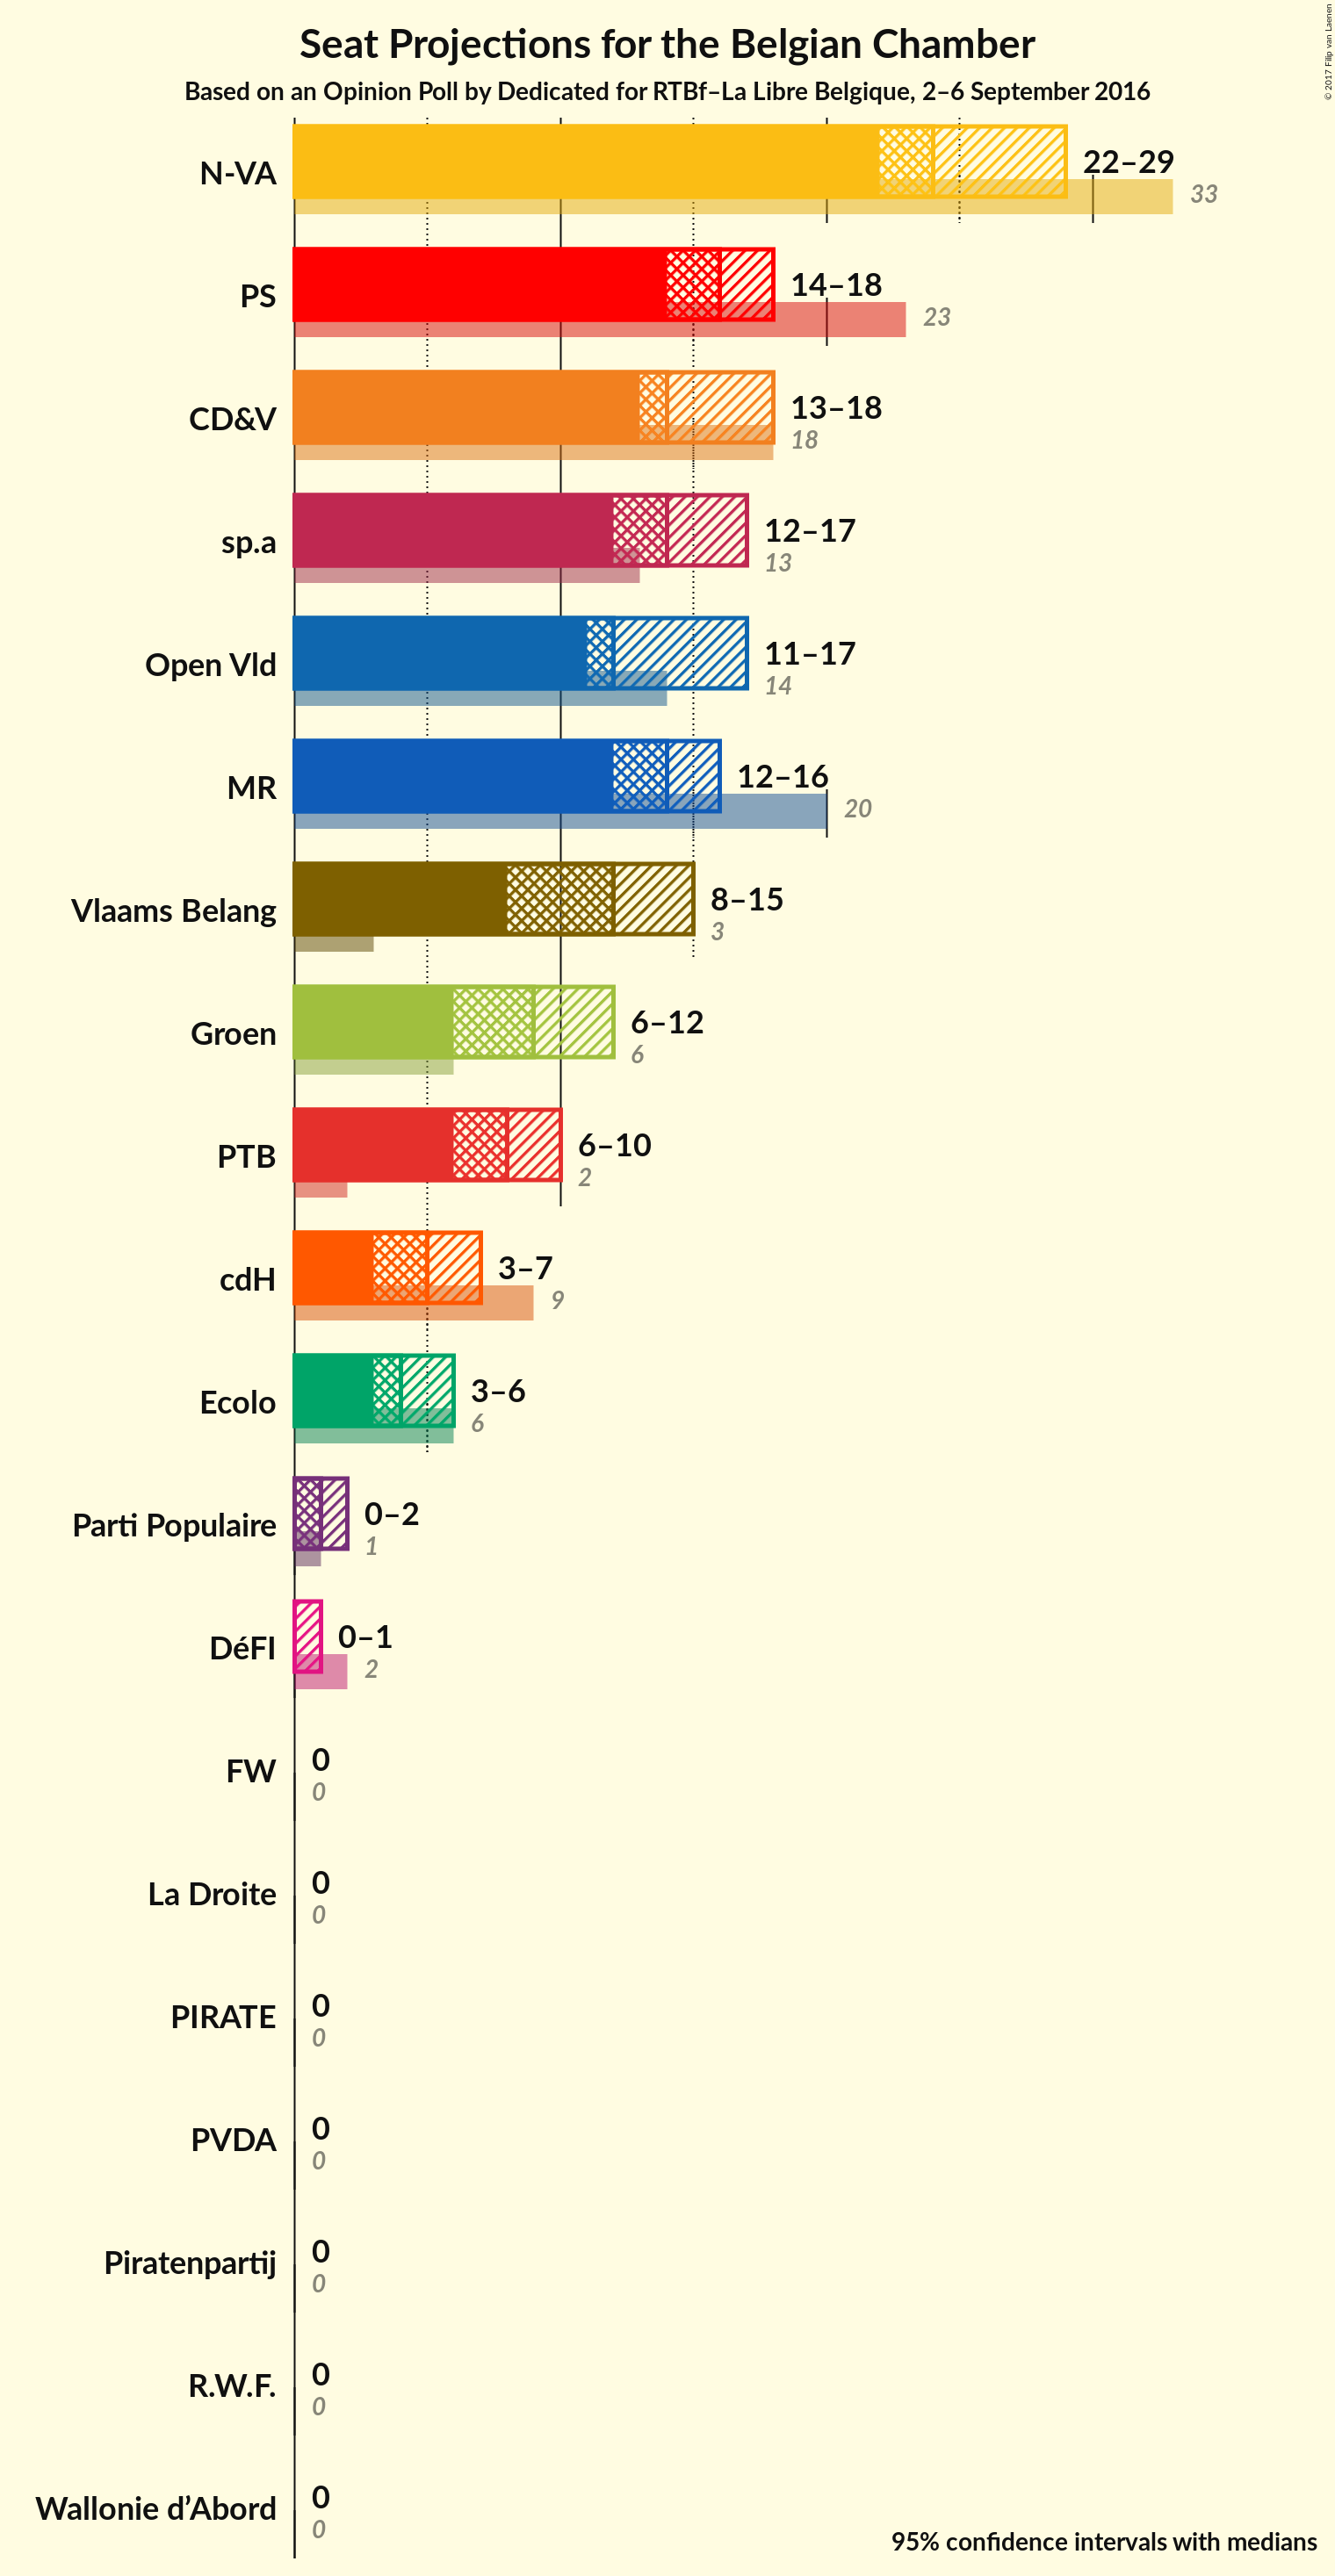 Seat Projections for the Belgian Chamber
Based on an Opinion Poll by Dedicated for RTBf–La Libre Belgique, 2–6 September 2016
© 2017 Filip van Laenen
N-VA
22–29
33
PS
14–18
23
CD&V
13–18
18
sp.a
12–17
13
Open Vld
11–17
14
MR
12–16
20
Vlaams Belang
8–15
3
Groen
6–12
6
PTB
6–10
2
cdH
3–7
9
Ecolo
3–6
6
Parti Populaire
0–2
1
DéFI
0–1
2
FW
0
0
La Droite
0
0
PIRATE
0
0
PVDA
0
0
Piratenpartij
0
0
R.W.F.
0
0
Wallonie d’Abord
0
0
95% confidence intervals with medians